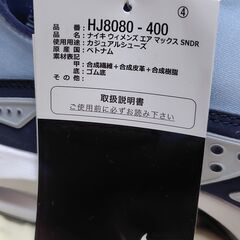 ④
品番: HJ8080 - 400
品名: ナイキ ウィメンズ エア マックス SNDR
使用用途: カジュアルシューズ
原産国: ベトナム
素材表記
甲: 合成繊維+合成皮革+合成樹脂
底: ゴム底
その他:
取扱説明書
ご使用前に必ずお読み下さい